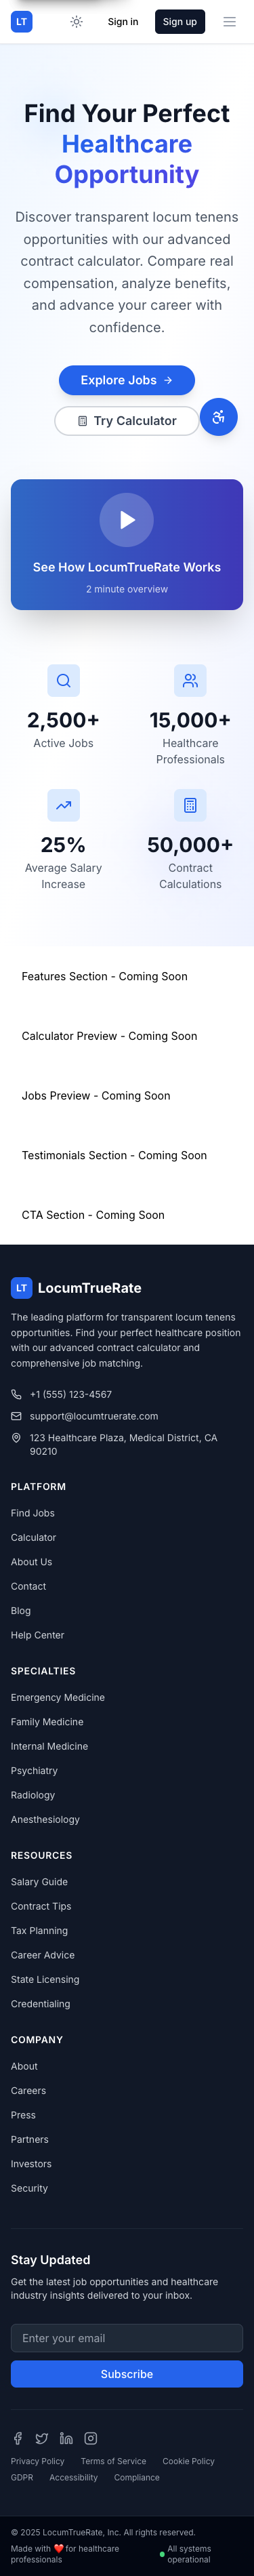 LT
Sign in
Sign up
Find Your Perfect
Healthcare
Opportunity
Discover transparent locum tenens
opportunities with our advanced
contract calculator. Compare real
compensation, analyze benefits,
and advance your career with
confidence.
Explore Jobs
Try Calculator
See How LocumTrueRate Works
2 minute overview
2,500+
Active Jobs
15,000+
Healthcare
Professionals
25%
Average Salary
Increase
50,000+
Contract
Calculations
Features Section - Coming Soon
Calculator Preview - Coming Soon
Jobs Preview - Coming Soon
Testimonials Section - Coming Soon
CTA Section - Coming Soon
LT LocumTrueRate
The leading platform for transparent locum tenens
opportunities. Find your perfect healthcare position
with our advanced contract calculator and
comprehensive job matching.
+1 (555) 123-4567
support@locumtruerate.com
123 Healthcare Plaza, Medical District, CA
90210
PLATFORM
Find Jobs
Calculator
About Us
Contact
Blog
Help Center
SPECIALTIES
Emergency Medicine
Family Medicine
Internal Medicine
Psychiatry
Radiology
Anesthesiology
RESOURCES
Salary Guide
Contract Tips
Tax Planning
Career Advice
State Licensing
Credentialing
COMPANY
About
Careers
Press
Partners
Investors
Security
Stay Updated
Get the latest job opportunities and healthcare
industry insights delivered to your inbox.
Enter your email
Subscribe
Privacy Policy
Terms of Service
Cookie Policy
GDPR
Accessibility
Compliance
© 2025 LocumTrueRate, Inc. All rights reserved.
Made with ❤️ for healthcare
professionals
All systems
operational